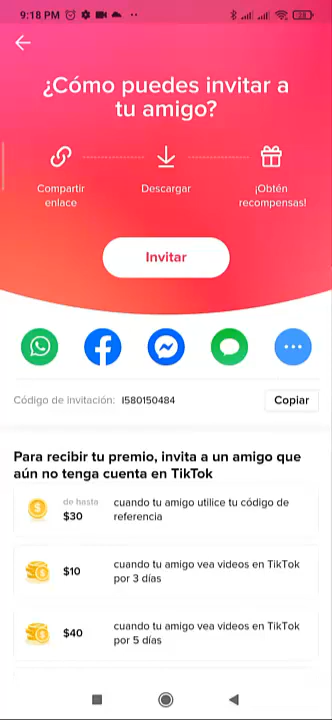 9:18 PM
¿Cómo puedes invitar a
tu amigo?
Compartir
enlace
Descargar
¡Obtén
recompensas!
Invitar
Código de invitación: I580150484
Copiar
Para recibir tu premio, invita a un amigo que
aún no tenga cuenta en TikTok
de hasta
$30
cuando tu amigo utilice tu código de
referencia
$10
cuando tu amigo vea videos en TikTok
por 3 días
$40
cuando tu amigo vea videos en TikTok
por 5 días